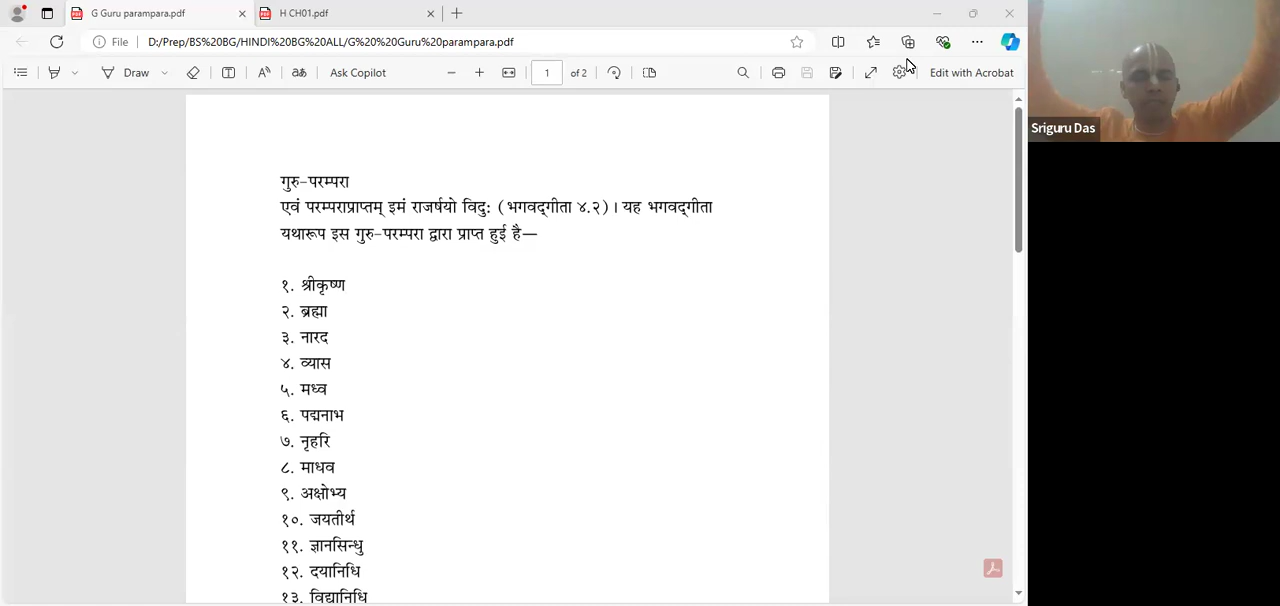 G Guru parampara.pdf
H CH01.pdf
File
D:/Prep/BS%20BG/HINDI%20BG%20ALL/G%20%20Guru%20parampara.pdf
Draw
Ask Copilot
1 of 2
Edit with Acrobat
Sriguru Das
गुरु-परम्परा
एवं परम्पराप्राप्तम् इमं राजर्षयो विदुः (भगवद्‌गीता ४.२)। यह भगवद्‌गीता
यथारूप इस गुरु-परम्परा द्वारा प्राप्त हुई है—
१. श्रीकृष्ण
२. ब्रह्मा
३. नारद
४. व्यास
५. मध्व
६. पद्मनाभ
७. नृहरि
८. माधव
९. अक्षोभ्य
१०. जयतीर्थ
११. ज्ञानसिन्धु
१२. दयानिधि
१३. विद्यानिधि